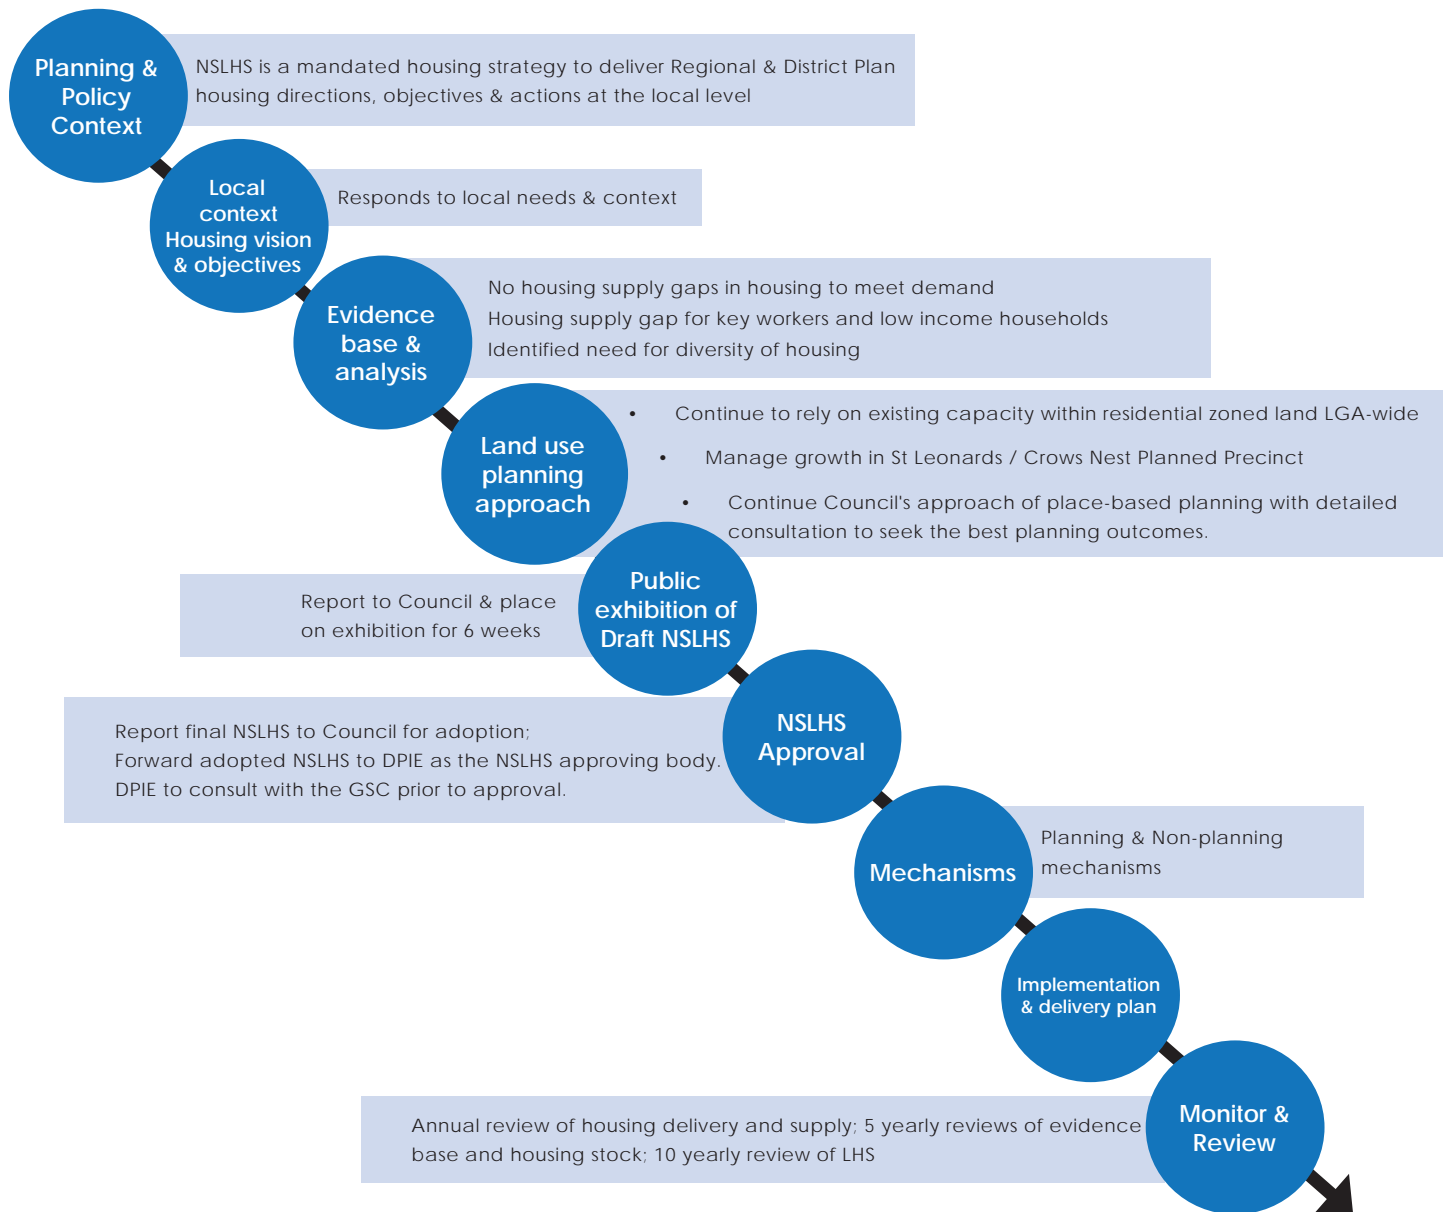 Planning &
Policy
Context
NSLHS is a mandated housing strategy to deliver Regional & District Plan
housing directions, objectives & actions at the local level
Local
context
Housing vision
& objectives
Responds to local needs & context
Evidence
base &
analysis
No housing supply gaps in housing to meet demand
Housing supply gap for key workers and low income households
Identified need for diversity of housing
Land use
planning
approach
• Continue to rely on existing capacity within residential zoned land LGA-wide
• Manage growth in St Leonards / Crows Nest Planned Precinct
• Continue Council's approach of place-based planning with detailed
consultation to seek the best planning outcomes.
Public
exhibition of
Draft NSLHS
Report to Council & place
on exhibition for 6 weeks
NSLHS
Approval
Report final NSLHS to Council for adoption;
Forward adopted NSLHS to DPIE as the NSLHS approving body.
DPIE to consult with the GSC prior to approval.
Mechanisms
Planning & Non-planning
mechanisms
Implementation
& delivery plan
Monitor &
Review
Annual review of housing delivery and supply; 5 yearly reviews of evidence
base and housing stock; 10 yearly review of LHS